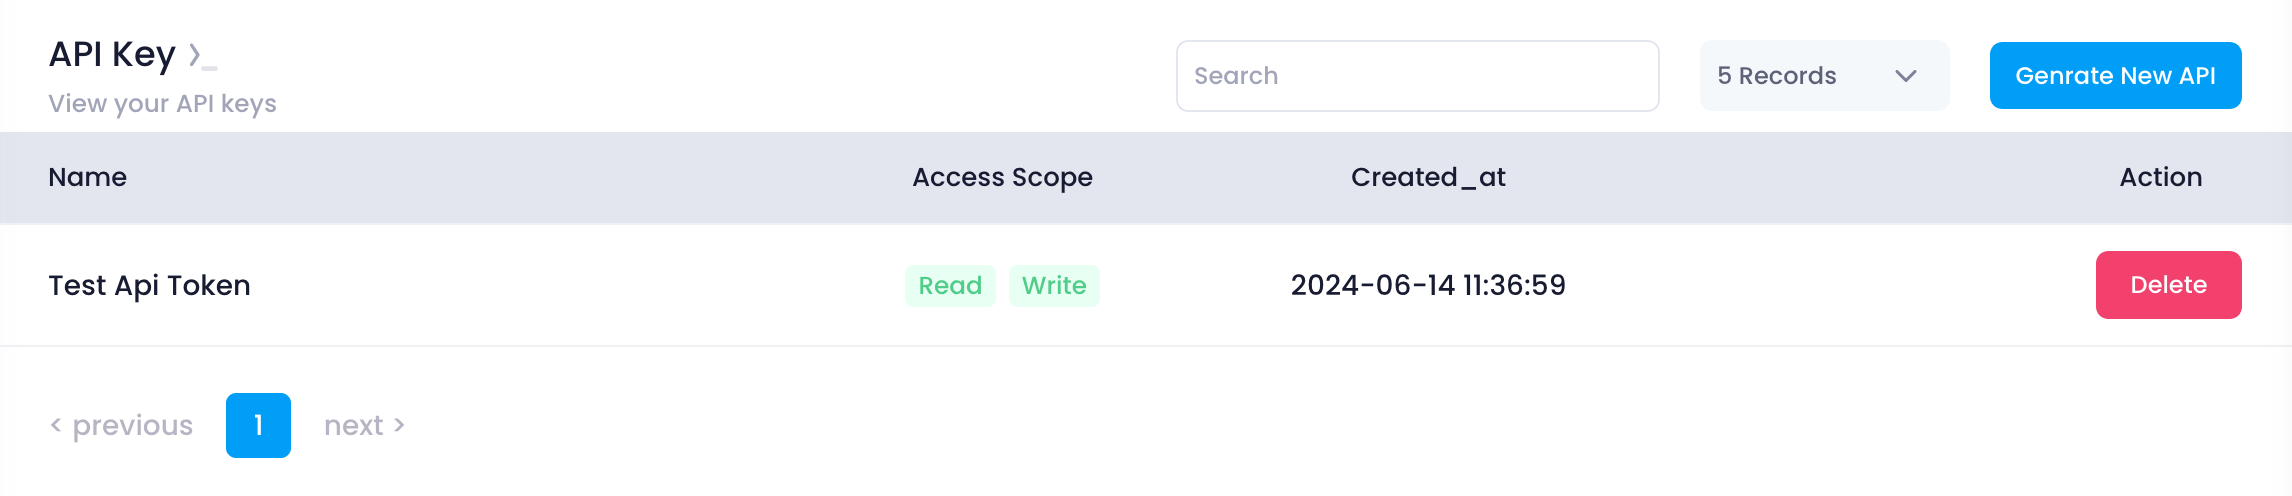 API Key
View your API keys
Search
5 Records
Genrate New API
Name Access Scope Created_at Action
Test Api Token Read Write 2024-06-14 11:36:59 Delete
< previous 1 next >